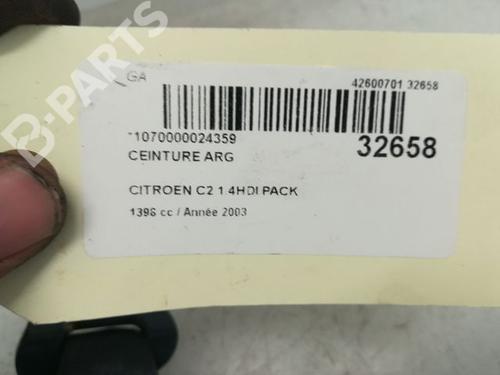 B-PARTS
GA
42600701 32658
*1070000024359
32658
CEINTURE ARG
CITROEN C2 1.4HDI PACK
1398 cc / Année 2003